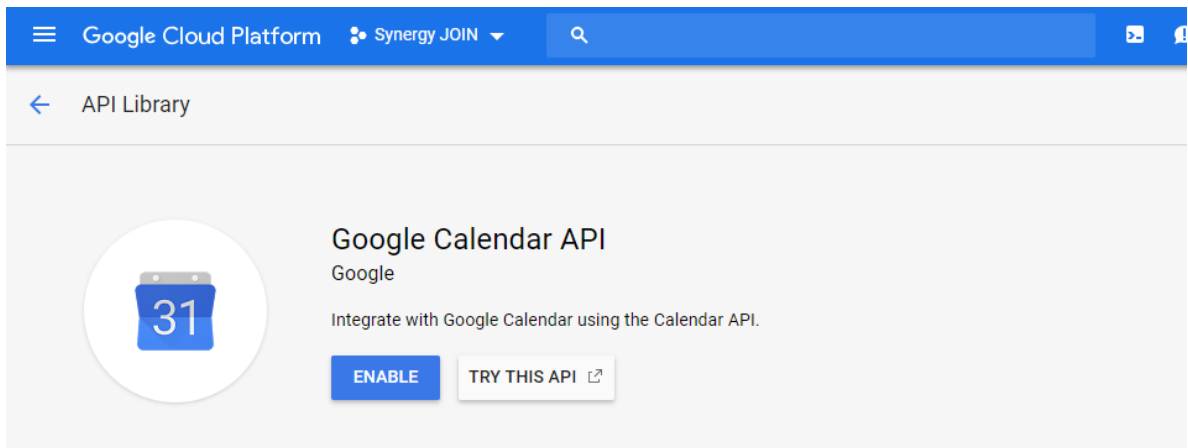 Google Cloud Platform Synergy JOIN
API Library
Google Calendar API
Google
31
Integrate with Google Calendar using the Calendar API.
ENABLE TRY THIS API